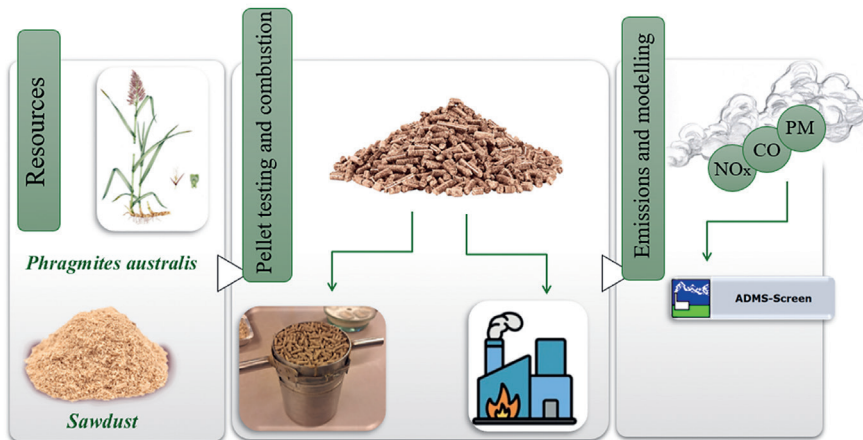 Resources
Phragmites australis
Sawdust
Pellet testing and combustion
Emissions and modelling
NOx
CO
PM
ADMS-Screen